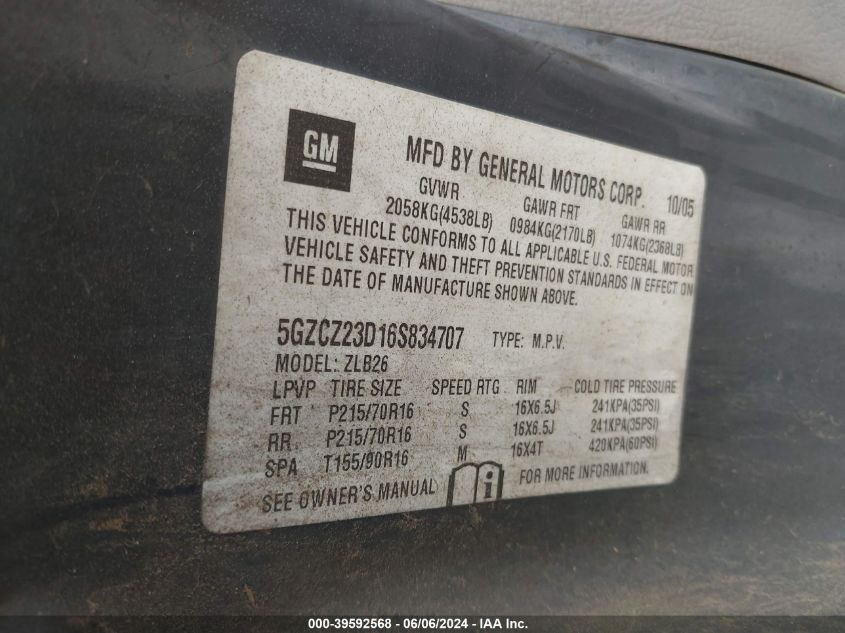 GM
MFD BY GENERAL MOTORS CORP. 10/05
GVWR GAWR FRT GAWR RR
2058KG(4538LB) 0984KG(2170LB) 1074KG(2368LB)
THIS VEHICLE CONFORMS TO ALL APPLICABLE U.S. FEDERAL MOTOR
VEHICLE SAFETY AND THEFT PREVENTION STANDARDS IN EFFECT ON
THE DATE OF MANUFACTURE SHOWN ABOVE.
5GZCZ23D16S834707 TYPE: M.P.V.
MODEL: ZLB26
LPVP TIRE SIZE SPEED RTG RIM COLD TIRE PRESSURE
FRT P215/70R16 S 16X6.5J 241KPA(35PSI)
RR P215/70R16 S 16X6.5J 241KPA(35PSI)
SPA T155/90R16 M 16X4T 420KPA(60PSI)
SEE OWNER'S MANUAL i FOR MORE INFORMATION.
000-39592568 - 06/06/2024 - IAA Inc.